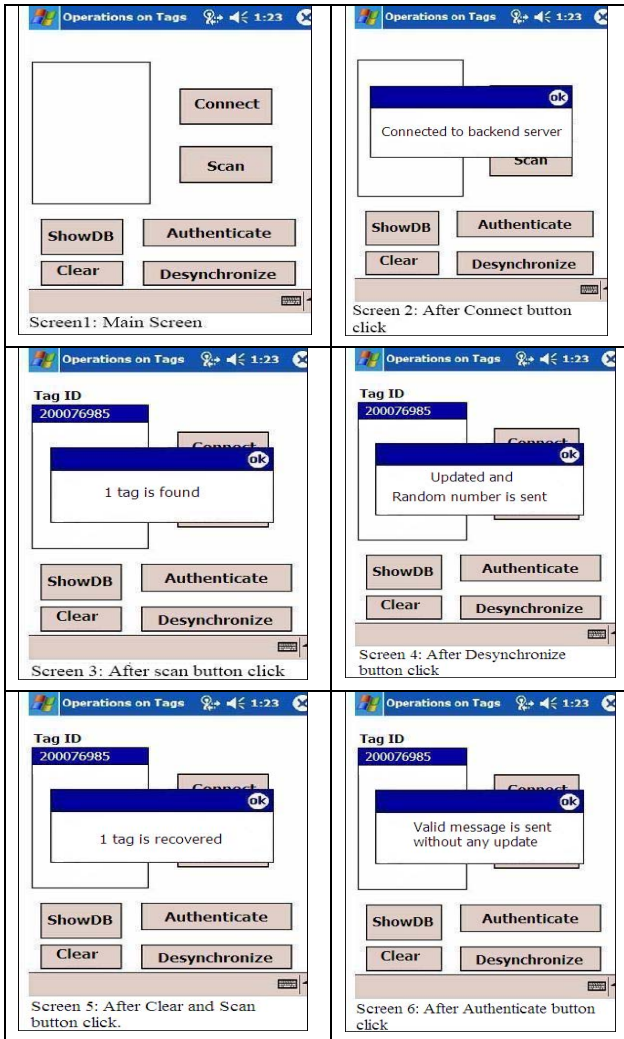 Operations on Tags 1:23
Connect
Scan
ShowDB
Authenticate
Clear
Desynchronize
Screen1: Main Screen
Operations on Tags 1:23
ok
Connected to backend server
Scan
ShowDB
Authenticate
Clear
Desynchronize
Screen 2: After Connect button
click
Operations on Tags 1:23
Tag ID
200076985
Connect
ok
1 tag is found
ShowDB
Authenticate
Clear
Desynchronize
Screen 3: After scan button click
Operations on Tags 1:23
Tag ID
200076985
Connect
ok
Updated and
Random number is sent
ShowDB
Authenticate
Clear
Desynchronize
Screen 4: After Desynchronize
button click
Operations on Tags 1:23
Tag ID
200076985
Connect
ok
1 tag is recovered
ShowDB
Authenticate
Clear
Desynchronize
Screen 5: After Clear and Scan
button click.
Operations on Tags 1:23
Tag ID
200076985
Connect
ok
Valid message is sent
without any update
ShowDB
Authenticate
Clear
Desynchronize
Screen 6: After Authenticate button
click